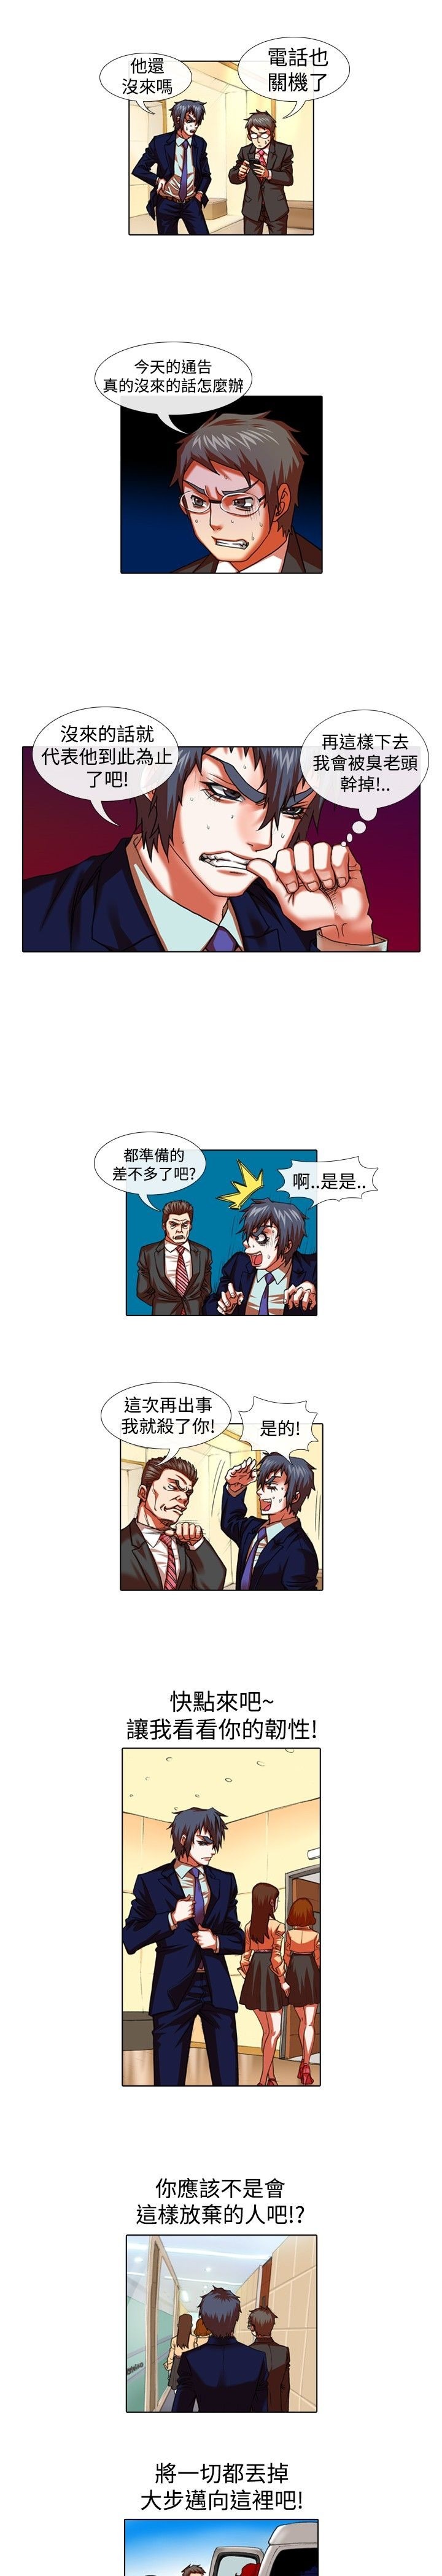 他還
沒來嗎
電話也
關機了
今天的通告
真的沒來的話怎麼辦
沒來的話就
代表他到此為止
了吧!
再這樣下去
我會被臭老頭
幹掉!..
都準備的
差不多了吧?
啊..是是..
這次再出事
我就殺了你!
是的!
快點來吧~
讓我看看你的韌性!
你應該不是會
這樣放棄的人吧!?
將一切都丟掉
大步邁向這裡吧!